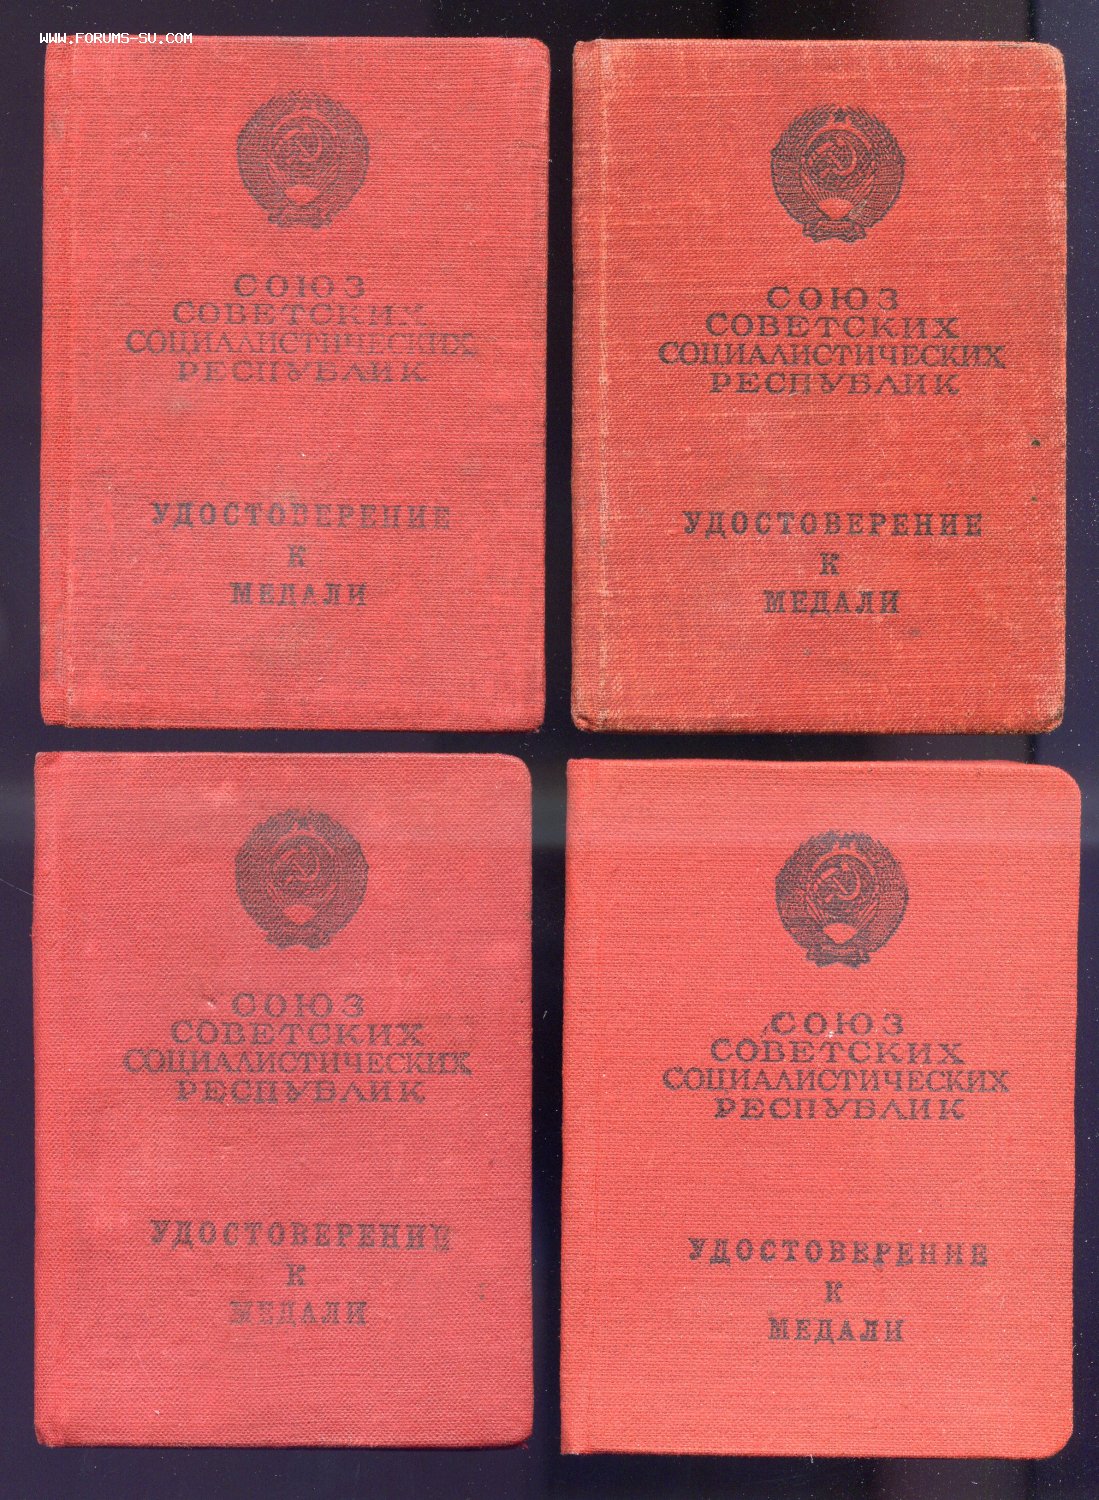 WWW.FORUMS-SU.COM
СОЮЗ
СОВЕТСКИХ
СОЦИАЛИСТИЧЕСКИХ
РЕСПУБЛИК
УДОСТОВЕРЕНИЕ
К
МЕДАЛИ
СОЮЗ
СОВЕТСКИХ
СОЦИАЛИСТИЧЕСКИХ
РЕСПУБЛИК
УДОСТОВЕРЕНИЕ
К
МЕДАЛИ
СОЮЗ
СОВЕТСКИХ
СОЦИАЛИСТИЧЕСКИХ
РЕСПУБЛИК
УДОСТОВЕРЕНИЕ
К
МЕДАЛИ
СОЮЗ
СОВЕТСКИХ
СОЦИАЛИСТИЧЕСКИХ
РЕСПУБЛИК
УДОСТОВЕРЕНИЕ
К
МЕДАЛИ